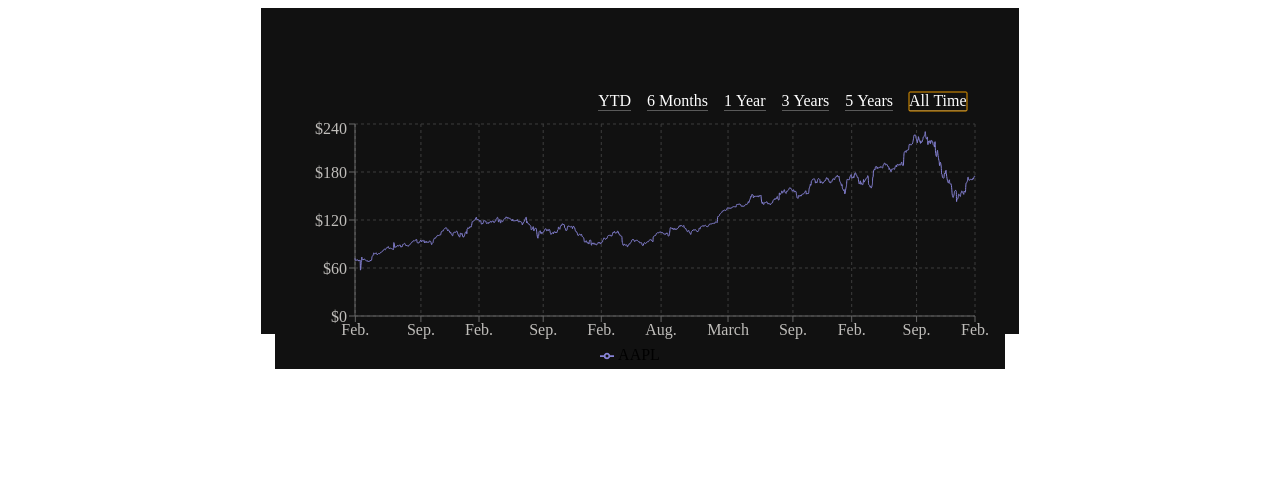 YTD 6 Months 1 Year 3 Years 5 Years All Time
$240
$180
$120
$60
$0
Feb. Sep. Feb. Sep. Feb. Aug. March Sep. Feb. Sep. Feb.
AAPL